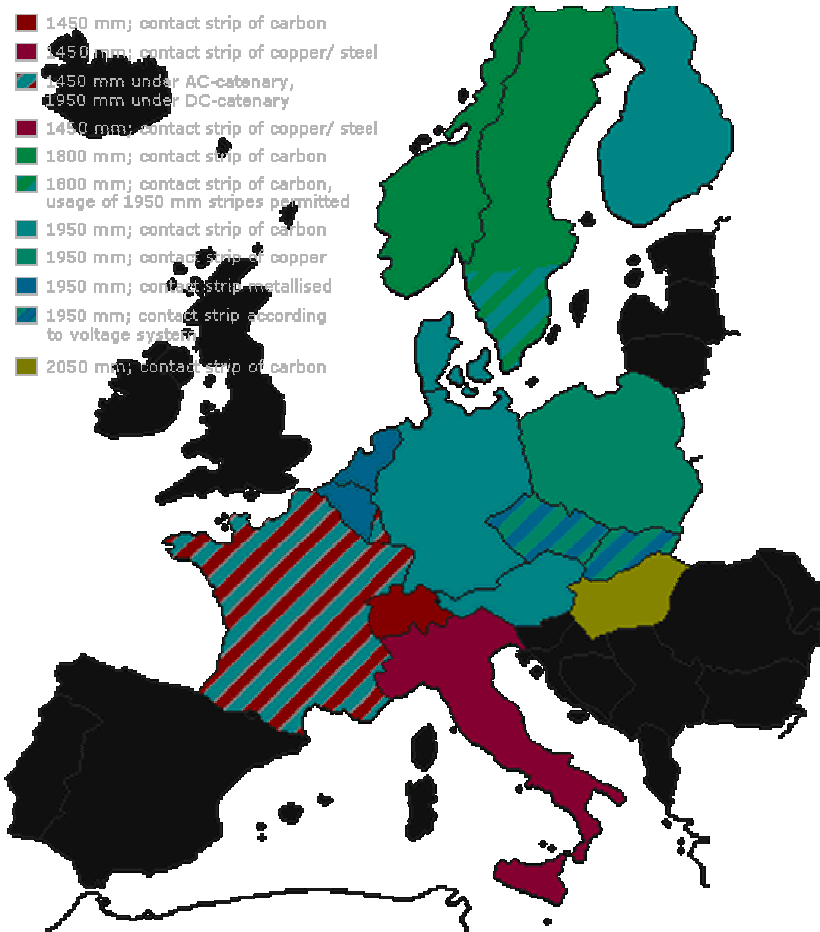 1450 mm; contact strip of carbon
1450 mm; contact strip of copper/ steel
1450 mm under AC-catenary,
1950 mm under DC-catenary
1450 mm; contact strip of copper/ steel
1800 mm; contact strip of carbon
1800 mm; contact strip of carbon,
usage of 1950 mm stripes permitted
1950 mm; contact strip of carbon
1950 mm; contact strip of copper
1950 mm; contact strip metallised
1950 mm; contact strip according
to voltage system
2050 mm; contact strip of carbon